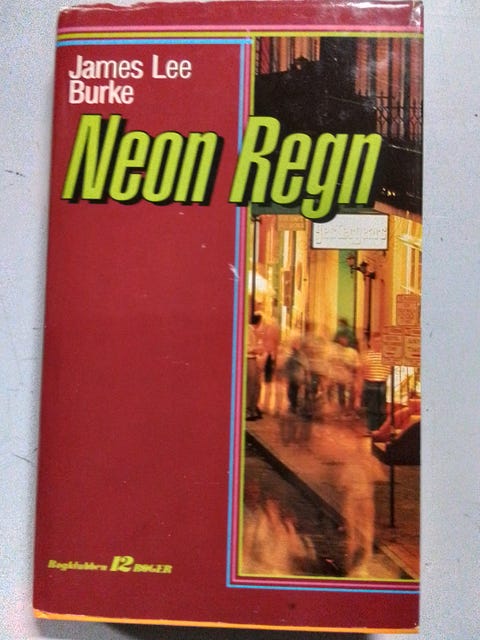 James Lee
Burke
Neon Regn
Bogklubben 12 BØGER